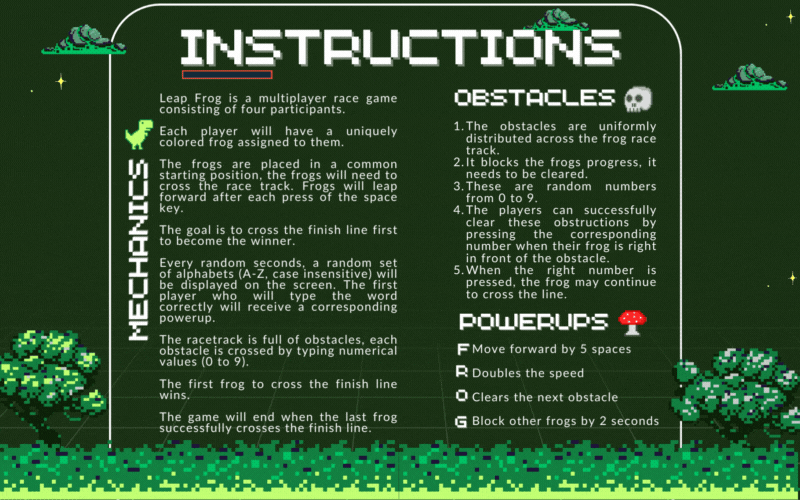 INSTRUCTIONS
MECHANICS
Leap Frog is a multiplayer race game
consisting of four participants.
Each player will have a uniquely
colored frog assigned to them.
The frogs are placed in a common
starting position, the frogs will need to
cross the race track. Frogs will leap
forward after each press of the space
key.
The goal is to cross the finish line first
to become the winner.
Every random seconds, a random set
of alphabets (A-Z, case insensitive) will
be displayed on the screen. The first
player who will type the word
correctly will receive a corresponding
powerup.
The racetrack is full of obstacles, each
obstacle is crossed by typing numerical
values (0 to 9).
The first frog to cross the finish line
wins.
The game will end when the last frog
successfully crosses the finish line.
OBSTACLES
1. The obstacles are uniformly
distributed across the frog race
track.
2. It blocks the frogs progress, it
needs to be cleared.
3. These are random numbers
from 0 to 9.
4. The players can successfully
clear these obstructions by
pressing the corresponding
number when their frog is right
in front of the obstacle.
5. When the right number is
pressed, the frog may continue
to cross the line.
POWERUPS
F Move forward by 5 spaces
R Doubles the speed
O Clears the next obstacle
G Block other frogs by 2 seconds